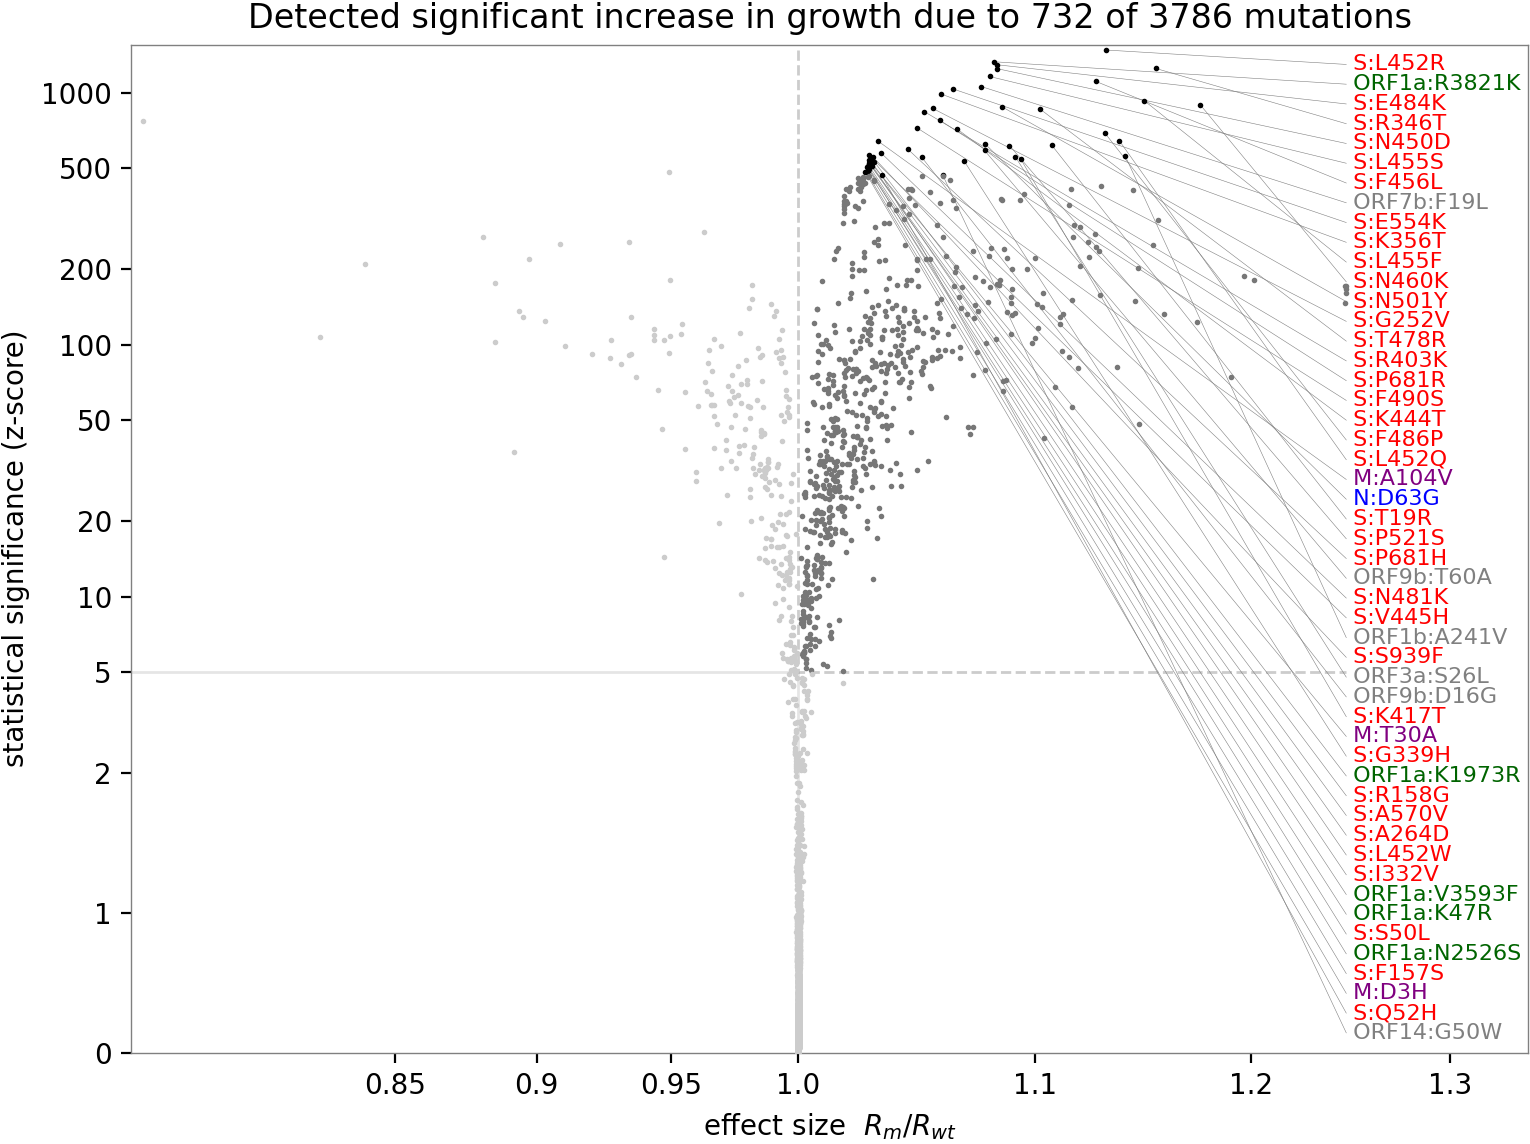 Detected significant increase in growth due to 732 of 3786 mutations
statistical significance (z-score)
1000
500
200
100
50
20
10
5
2
1
0
S:L452R
ORF1a:R3821K
S:E484K
S:R346T
S:N450D
S:L455S
S:F456L
ORF7b:F19L
S:E554K
S:K356T
S:L455F
S:N460K
S:N501Y
S:G252V
S:T478R
S:R403K
S:P681R
S:F490S
S:K444T
S:F486P
S:L452Q
M:A104V
N:D63G
S:T19R
S:P521S
S:P681H
ORF9b:T60A
S:N481K
S:V445H
ORF1b:A241V
S:S939F
ORF3a:S26L
ORF9b:D16G
S:K417T
M:T30A
S:G339H
ORF1a:K1973R
S:R158G
S:A570V
S:A264D
S:L452W
S:I332V
ORF1a:V3593F
ORF1a:K47R
S:S50L
ORF1a:N2526S
S:F157S
M:D3H
S:Q52H
ORF14:G50W
0.85 0.9 0.95 1.0 1.1 1.2 1.3
effect size Rm/Rwt